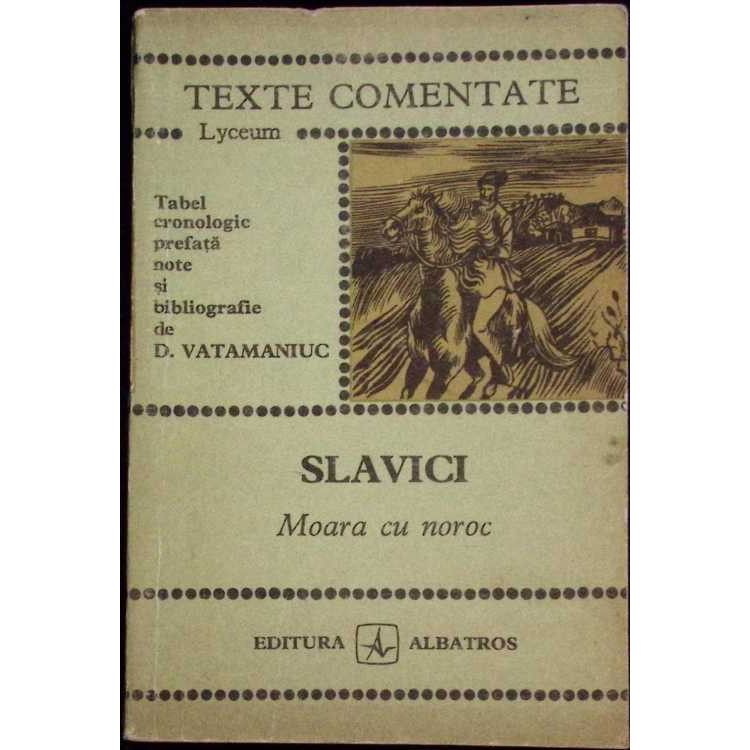 TEXTE COMENTATE
Lyceum
Tabel
cronologic
prefață
note
și
bibliografie
de
D. VATAMANIUC
SLAVICI
Moara cu noroc
EDITURA ALBATROS